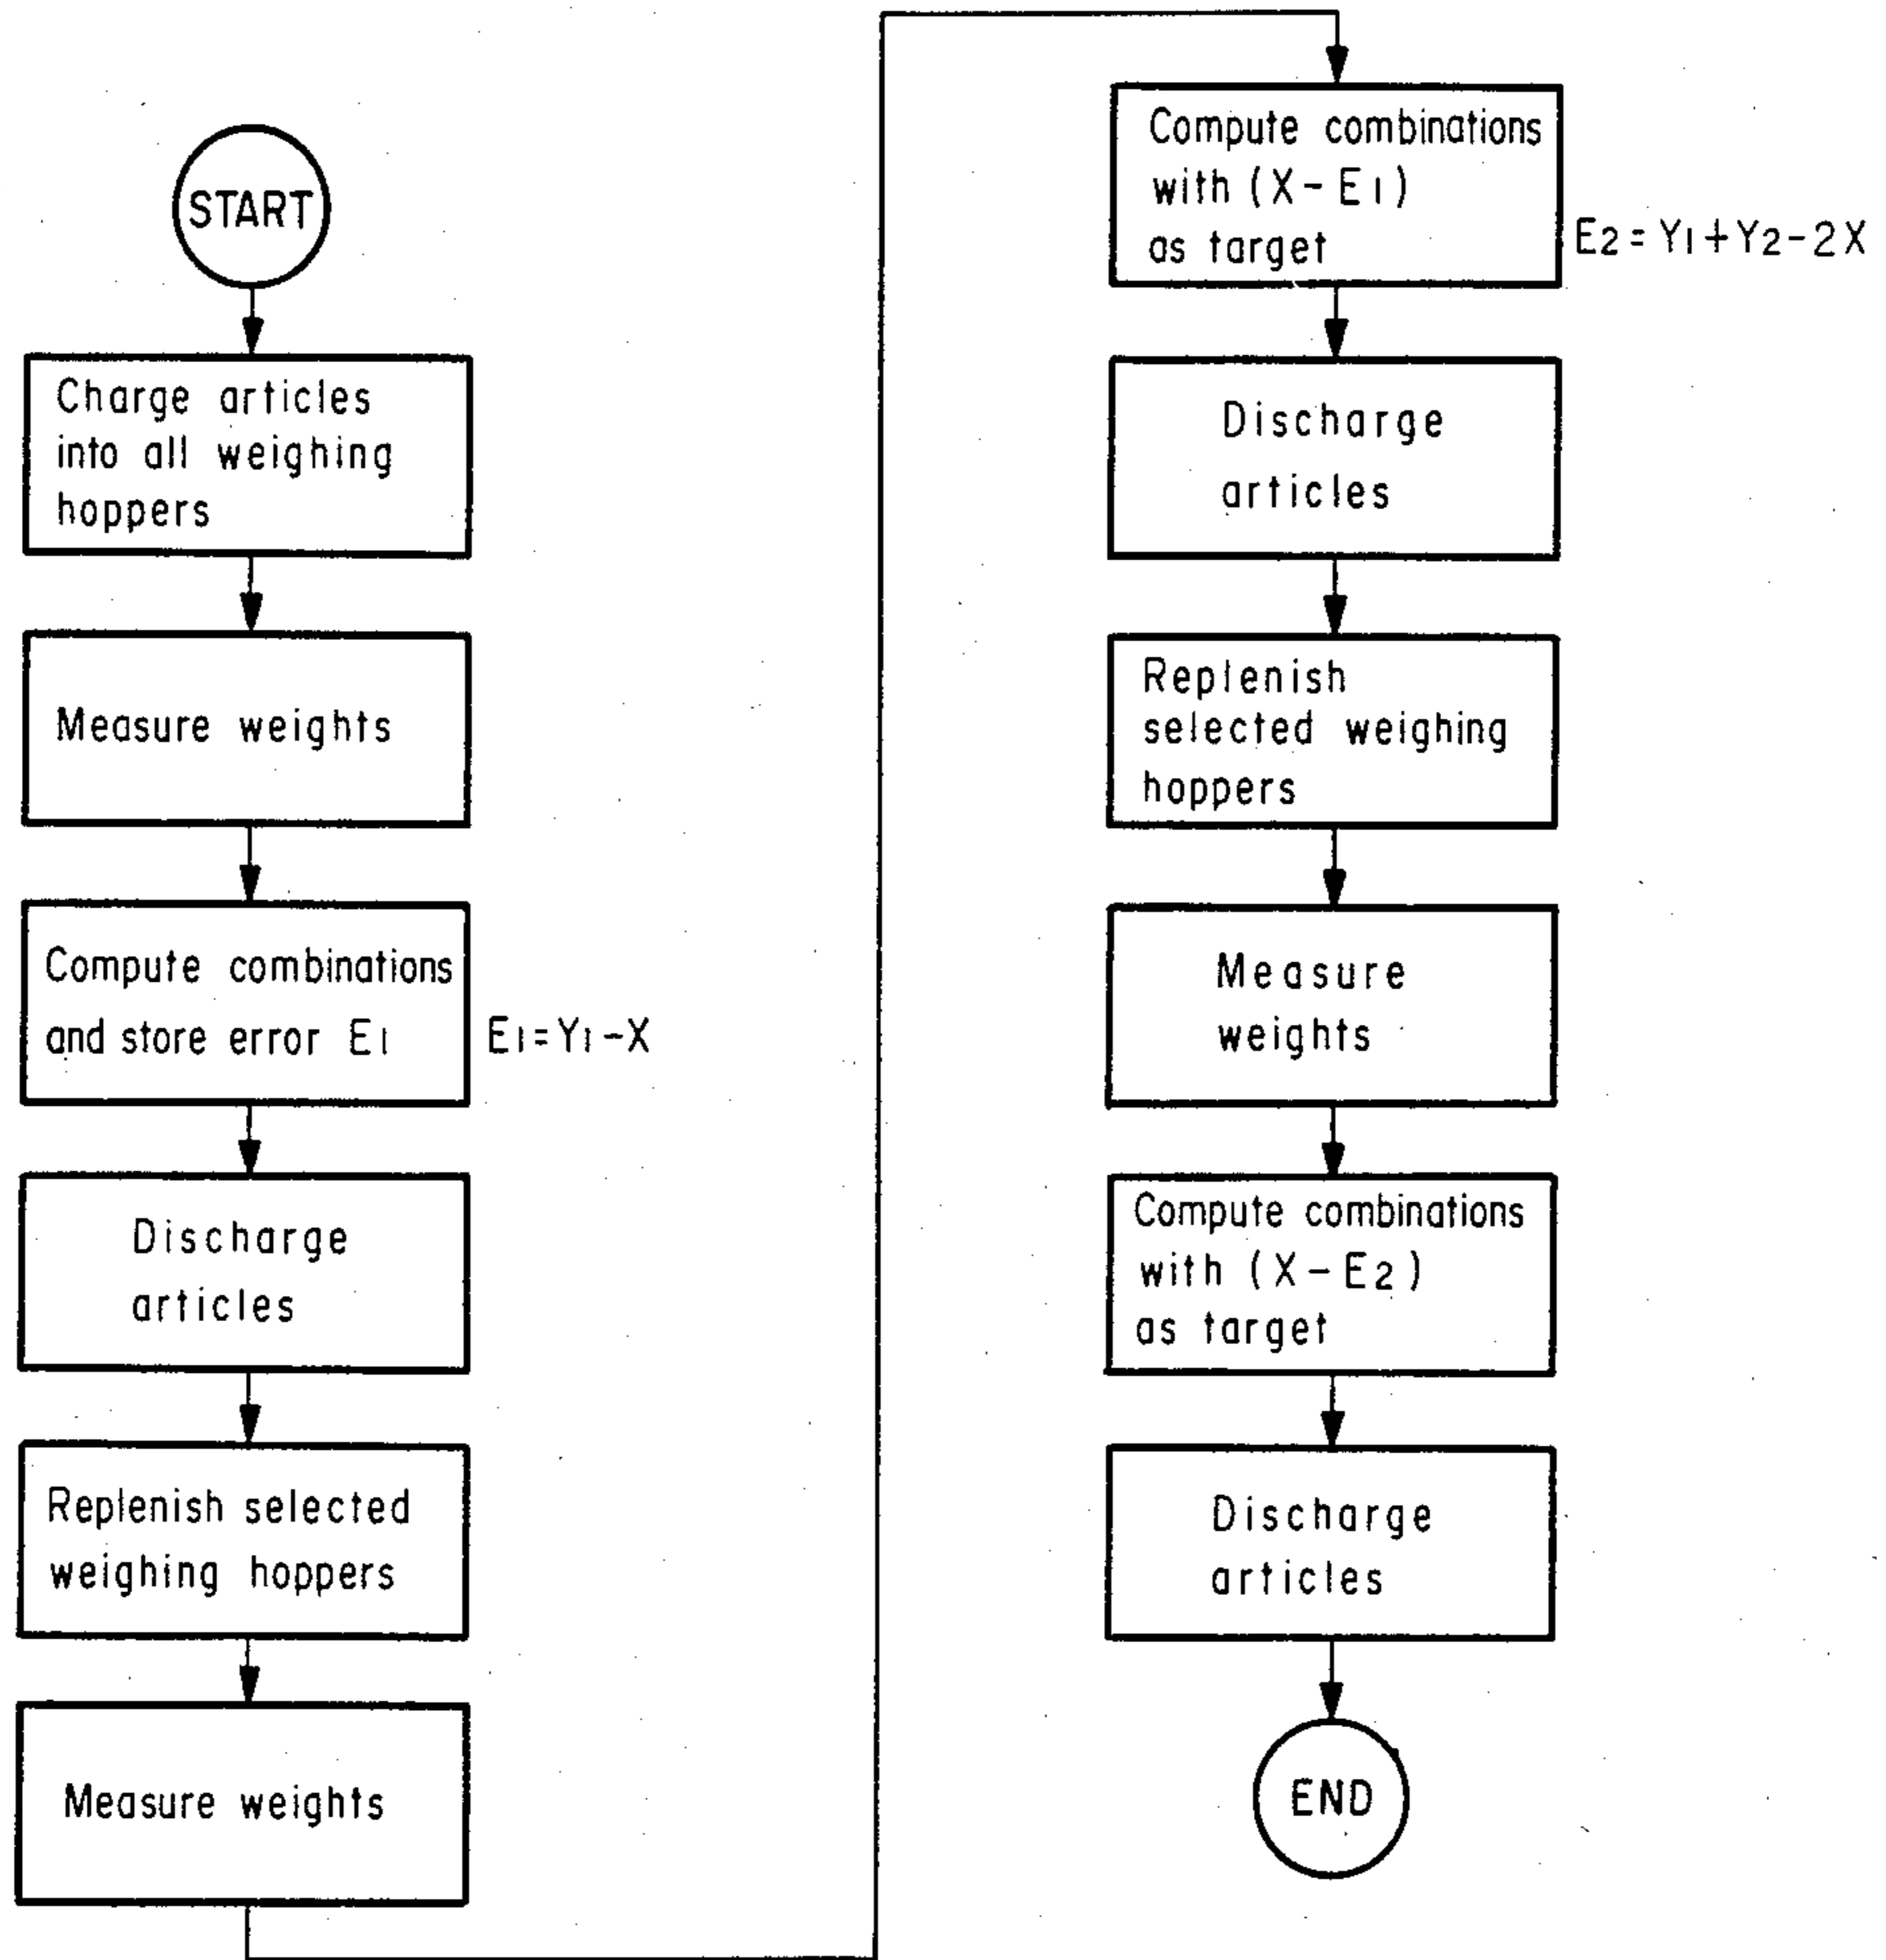 START
Charge articles
into all weighing
hoppers
Measure weights
Compute combinations
and store error E1
E1=Y1-X
Discharge
articles
Replenish selected
weighing hoppers
Measure weights
Compute combinations
with (X-E1)
as target
E2=Y1+Y2-2X
Discharge
articles
Replenish
selected weighing
hoppers
Measure
weights
Compute combinations
with (X-E2)
as target
Discharge
articles
END